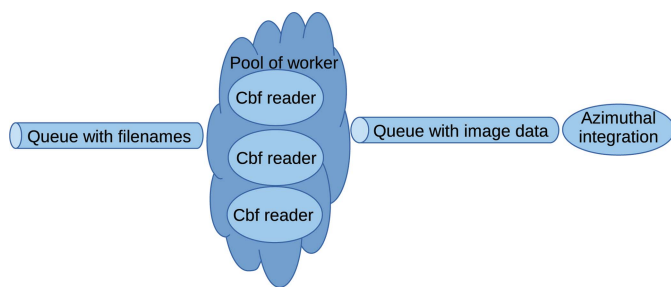 Pool of worker
Cbf reader
Queue with filenames
Cbf reader
Cbf reader
Queue with image data
Azimuthal
integration